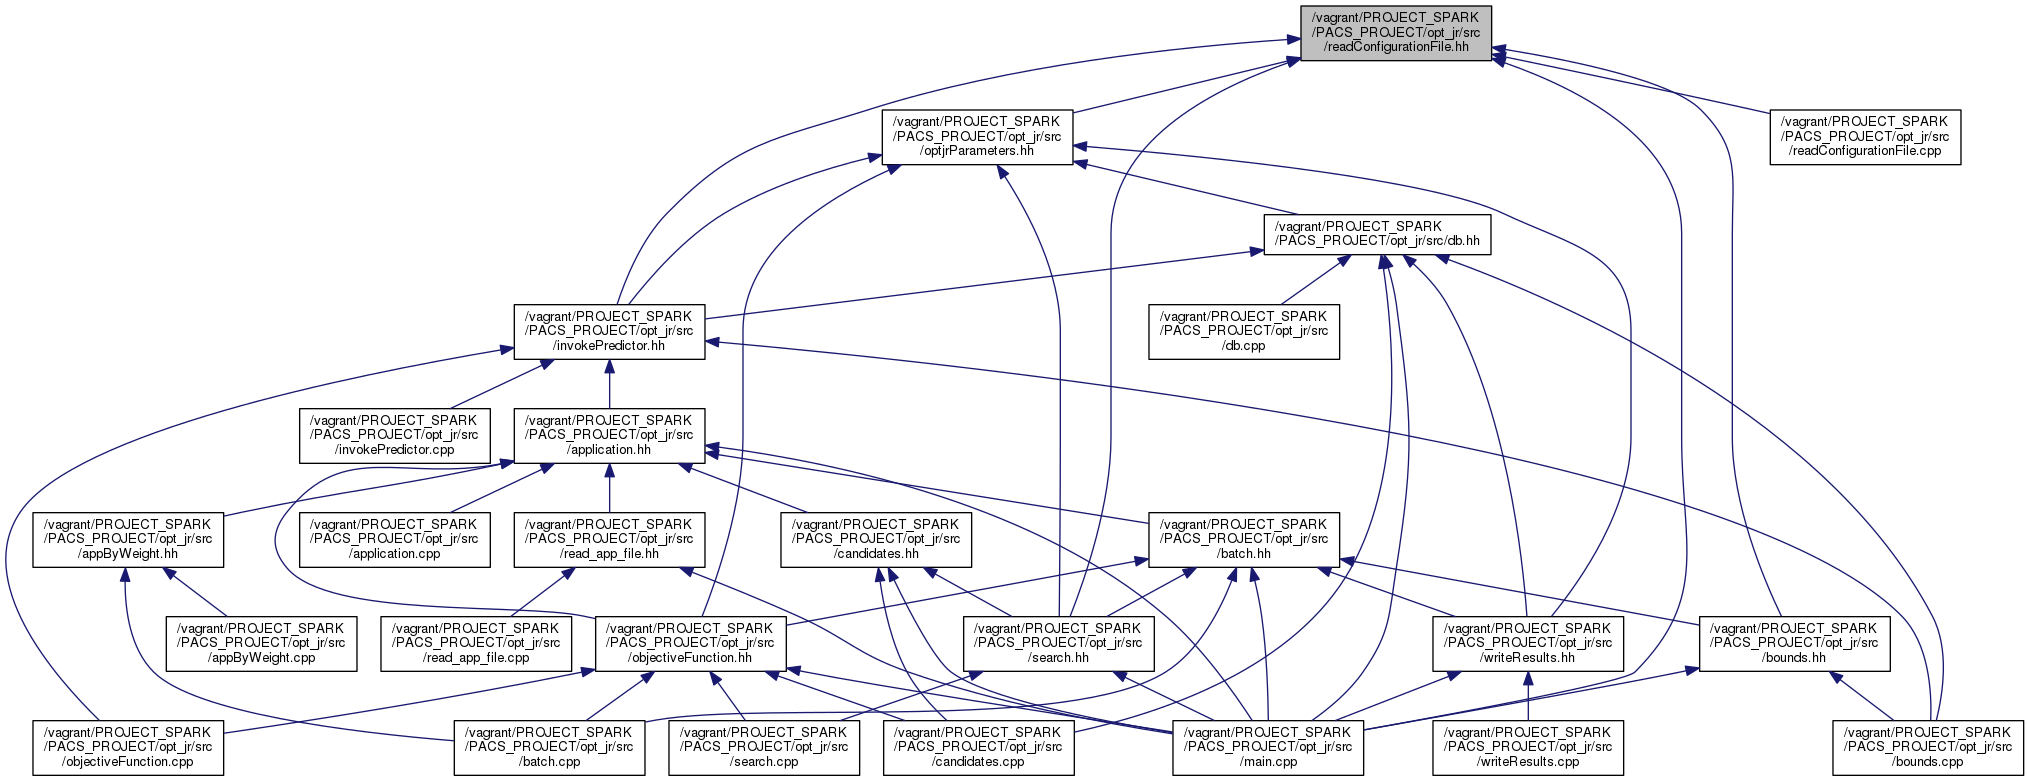 /vagrant/PROJECT_SPARK
/PACS_PROJECT/opt_jr/src
/readConfigurationFile.hh
/vagrant/PROJECT_SPARK
/PACS_PROJECT/opt_jr/src
/optjrParameters.hh
/vagrant/PROJECT_SPARK
/PACS_PROJECT/opt_jr/src
/readConfigurationFile.cpp
/vagrant/PROJECT_SPARK
/PACS_PROJECT/opt_jr/src/db.hh
/vagrant/PROJECT_SPARK
/PACS_PROJECT/opt_jr/src
/invokePredictor.hh
/vagrant/PROJECT_SPARK
/PACS_PROJECT/opt_jr/src
/db.cpp
/vagrant/PROJECT_SPARK
/PACS_PROJECT/opt_jr/src
/invokePredictor.cpp
/vagrant/PROJECT_SPARK
/PACS_PROJECT/opt_jr/src
/application.hh
/vagrant/PROJECT_SPARK
/PACS_PROJECT/opt_jr/src
/appByWeight.hh
/vagrant/PROJECT_SPARK
/PACS_PROJECT/opt_jr/src
/application.cpp
/vagrant/PROJECT_SPARK
/PACS_PROJECT/opt_jr/src
/read_app_file.hh
/vagrant/PROJECT_SPARK
/PACS_PROJECT/opt_jr/src
/candidates.hh
/vagrant/PROJECT_SPARK
/PACS_PROJECT/opt_jr/src
/batch.hh
/vagrant/PROJECT_SPARK
/PACS_PROJECT/opt_jr/src
/appByWeight.cpp
/vagrant/PROJECT_SPARK
/PACS_PROJECT/opt_jr/src
/read_app_file.cpp
/vagrant/PROJECT_SPARK
/PACS_PROJECT/opt_jr/src
/objectiveFunction.hh
/vagrant/PROJECT_SPARK
/PACS_PROJECT/opt_jr/src
/search.hh
/vagrant/PROJECT_SPARK
/PACS_PROJECT/opt_jr/src
/writeResults.hh
/vagrant/PROJECT_SPARK
/PACS_PROJECT/opt_jr/src
/bounds.hh
/vagrant/PROJECT_SPARK
/PACS_PROJECT/opt_jr/src
/objectiveFunction.cpp
/vagrant/PROJECT_SPARK
/PACS_PROJECT/opt_jr/src
/batch.cpp
/vagrant/PROJECT_SPARK
/PACS_PROJECT/opt_jr/src
/search.cpp
/vagrant/PROJECT_SPARK
/PACS_PROJECT/opt_jr/src
/candidates.cpp
/vagrant/PROJECT_SPARK
/PACS_PROJECT/opt_jr/src
/main.cpp
/vagrant/PROJECT_SPARK
/PACS_PROJECT/opt_jr/src
/writeResults.cpp
/vagrant/PROJECT_SPARK
/PACS_PROJECT/opt_jr/src
/bounds.cpp